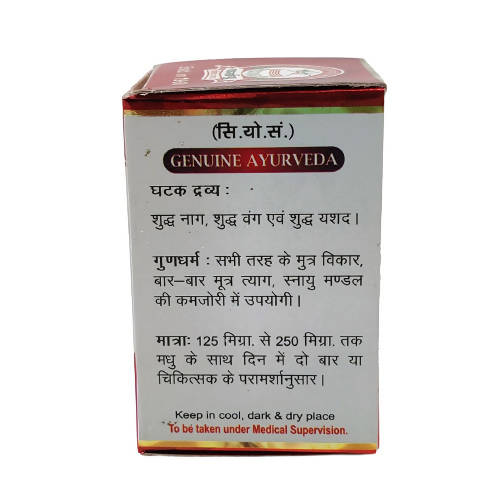 (सि.यो.सं.)
GENUINE AYURVEDA
घटक द्रव्य :
शुद्ध नाग, शुद्ध वंग एवं शुद्ध यशद।
गुणधर्म : सभी तरह के मुत्र विकार,
बार–बार मूत्र त्याग, स्नायु मण्डल
की कमजोरी में उपयोगी।
मात्राः 125 मिग्रा. से 250 मिग्रा. तक
मधु के साथ दिन में दो बार या
चिकित्सक के परामर्शानुसार।
Keep in cool, dark & dry place
To be taken under Medical Supervision.